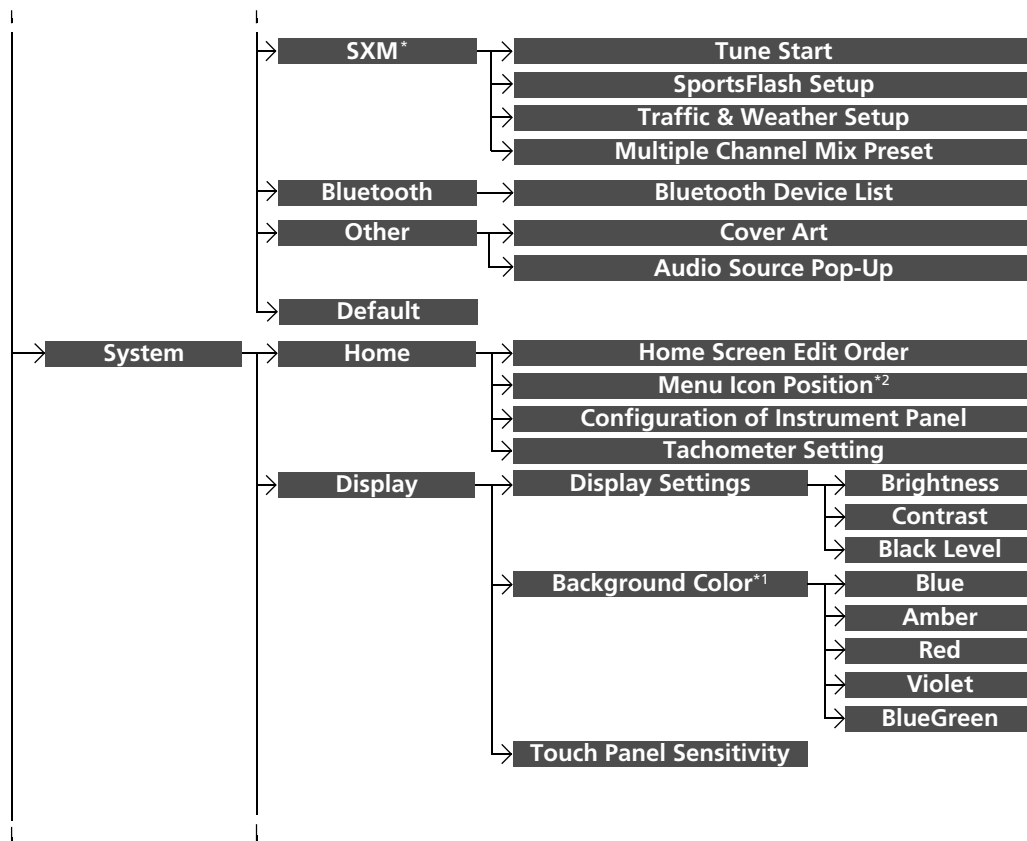 SXM*
Tune Start
SportsFlash Setup
Traffic & Weather Setup
Multiple Channel Mix Preset
Bluetooth
Bluetooth Device List
Other
Cover Art
Audio Source Pop-Up
Default
System
Home
Home Screen Edit Order
Menu Icon Position*2
Configuration of Instrument Panel
Tachometer Setting
Display
Display Settings
Brightness
Contrast
Black Level
Background Color*1
Blue
Amber
Red
Violet
BlueGreen
Touch Panel Sensitivity